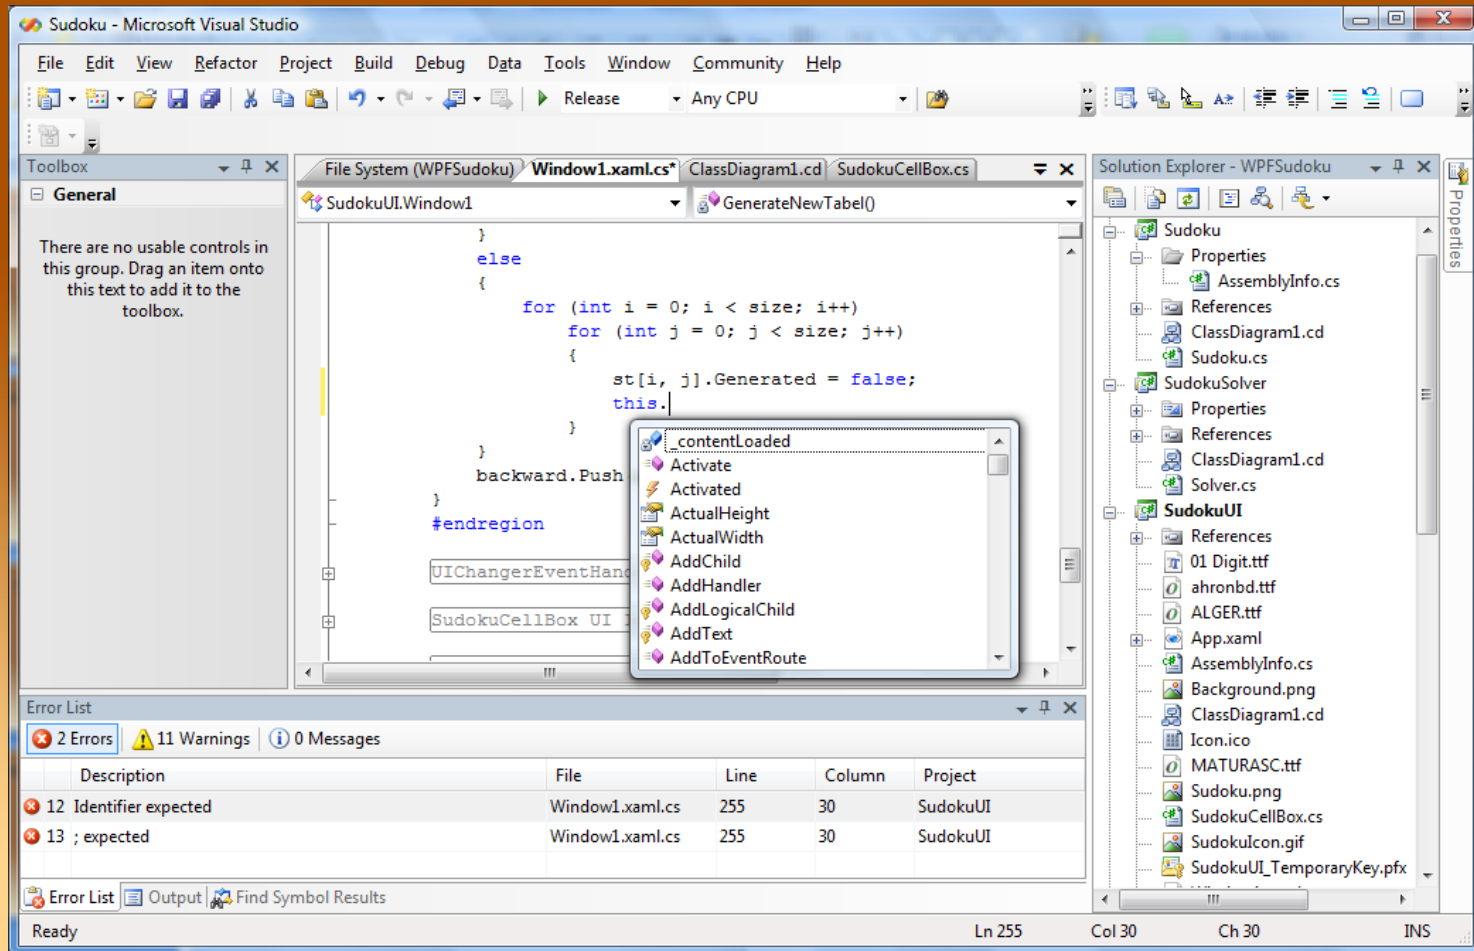 Sudoku - Microsoft Visual Studio
File Edit View Refactor Project Build Debug Data Tools Window Community Help
Release Any CPU
Toolbox
General
There are no usable controls in
this group. Drag an item onto
this text to add it to the
toolbox.
File System (WPFSudoku) Window1.xaml.cs* ClassDiagram1.cd SudokuCellBox.cs
SudokuUI.Window1 GenerateNewTabel()
}
else
{
for (int i = 0; i < size; i++)
for (int j = 0; j < size; j++)
{
st[i, j].Generated = false;
this.
}
}
backward.Push
}
#endregion
UIChangerEventHand
SudokuCellBox UI
_contentLoaded
Activate
Activated
ActualHeight
ActualWidth
AddChild
AddHandler
AddLogicalChild
AddText
AddToEventRoute
Solution Explorer - WPFSudoku
Properties
Sudoku
Properties
AssemblyInfo.cs
References
ClassDiagram1.cd
Sudoku.cs
SudokuSolver
Properties
References
ClassDiagram1.cd
Solver.cs
SudokuUI
References
01 Digit.ttf
ahronbd.ttf
ALGER.ttf
App.xaml
AssemblyInfo.cs
Background.png
ClassDiagram1.cd
Icon.ico
MATURASC.ttf
Sudoku.png
SudokuCellBox.cs
SudokuIcon.gif
SudokuUI_TemporaryKey.pfx
Error List
2 Errors 11 Warnings 0 Messages
Description File Line Column Project
12 Identifier expected Window1.xaml.cs 255 30 SudokuUI
13 ; expected Window1.xaml.cs 255 30 SudokuUI
Error List Output Find Symbol Results
Ready Ln 255 Col 30 Ch 30 INS